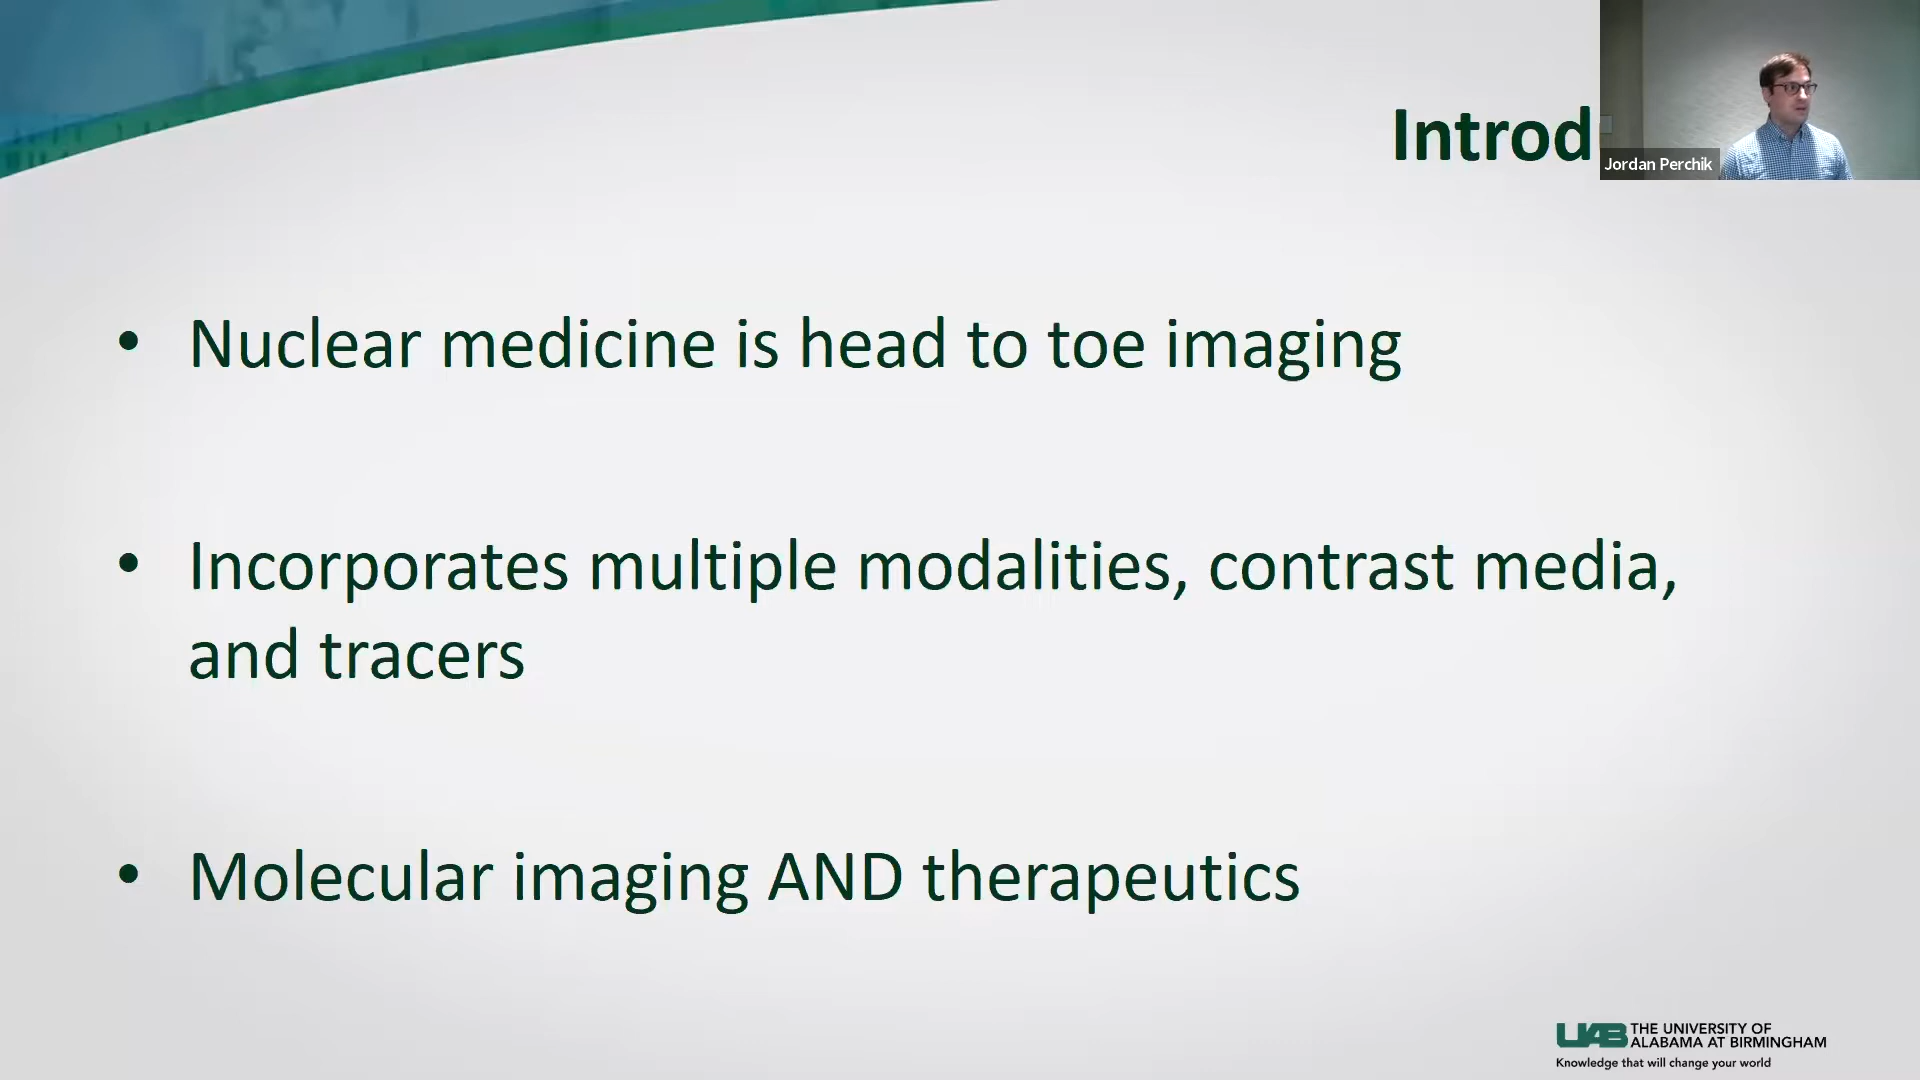 Introd
Jordan Perchik
• Nuclear medicine is head to toe imaging
• Incorporates multiple modalities, contrast media,
and tracers
• Molecular imaging AND therapeutics
UAB THE UNIVERSITY OF
ALABAMA AT BIRMINGHAM
Knowledge that will change your world